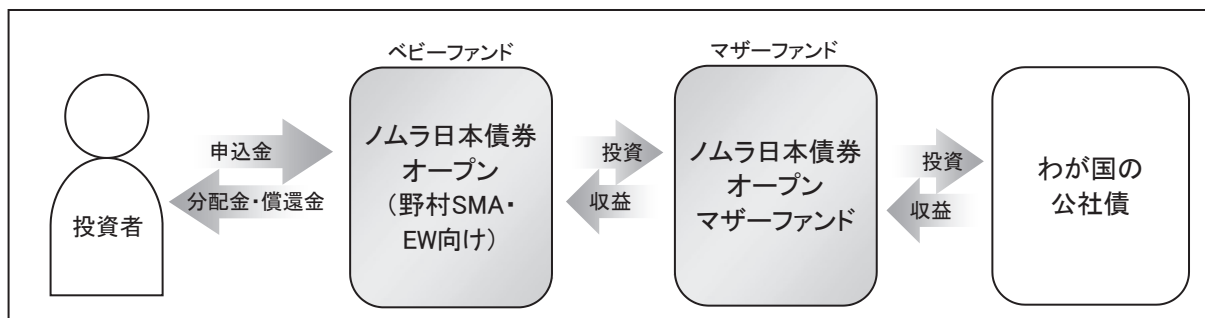 ベビーファンド
マザーファンド
投資者
申込金
分配金・償還金
ノムラ日本債券
オープン
（野村SMA・
EW向け）
投資
収益
ノムラ日本債券
オープン
マザーファンド
投資
収益
わが国の
公社債